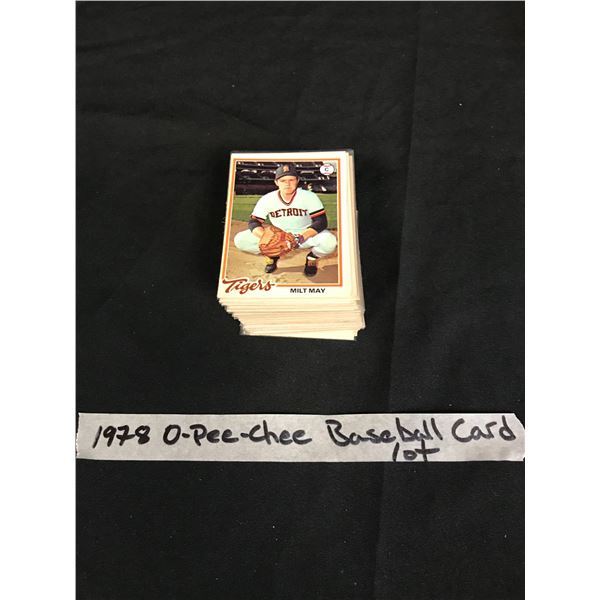 C
DETROIT
Tigers
MILT MAY
1978 O-Pee-Chee Baseball Card
lot